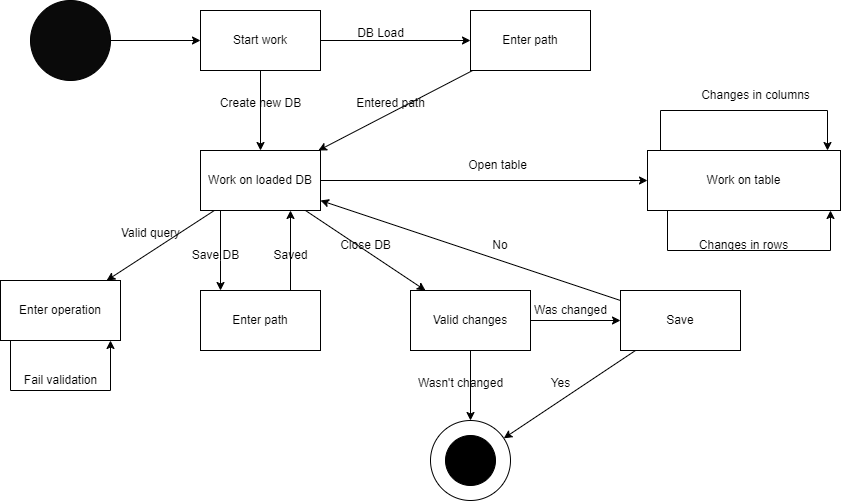 Start work
DB Load
Enter path
Create new DB
Entered path
Changes in columns
Work on loaded DB
Open table
Work on table
Valid query
Save DB
Saved
Close DB
No
Changes in rows
Enter operation
Enter path
Valid changes
Was changed
Save
Fail validation
Wasn't changed
Yes